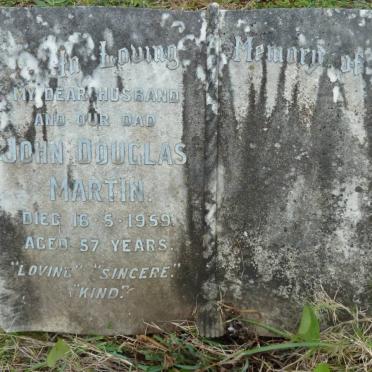 In Loving Memory of
MY DEAR HUSBAND
AND OUR DAD
JOHN DOUGLAS
MARTIN.
DIED 16-5-1959
AGED 57 YEARS.
"LOVING" "SINCERE."
"KIND."